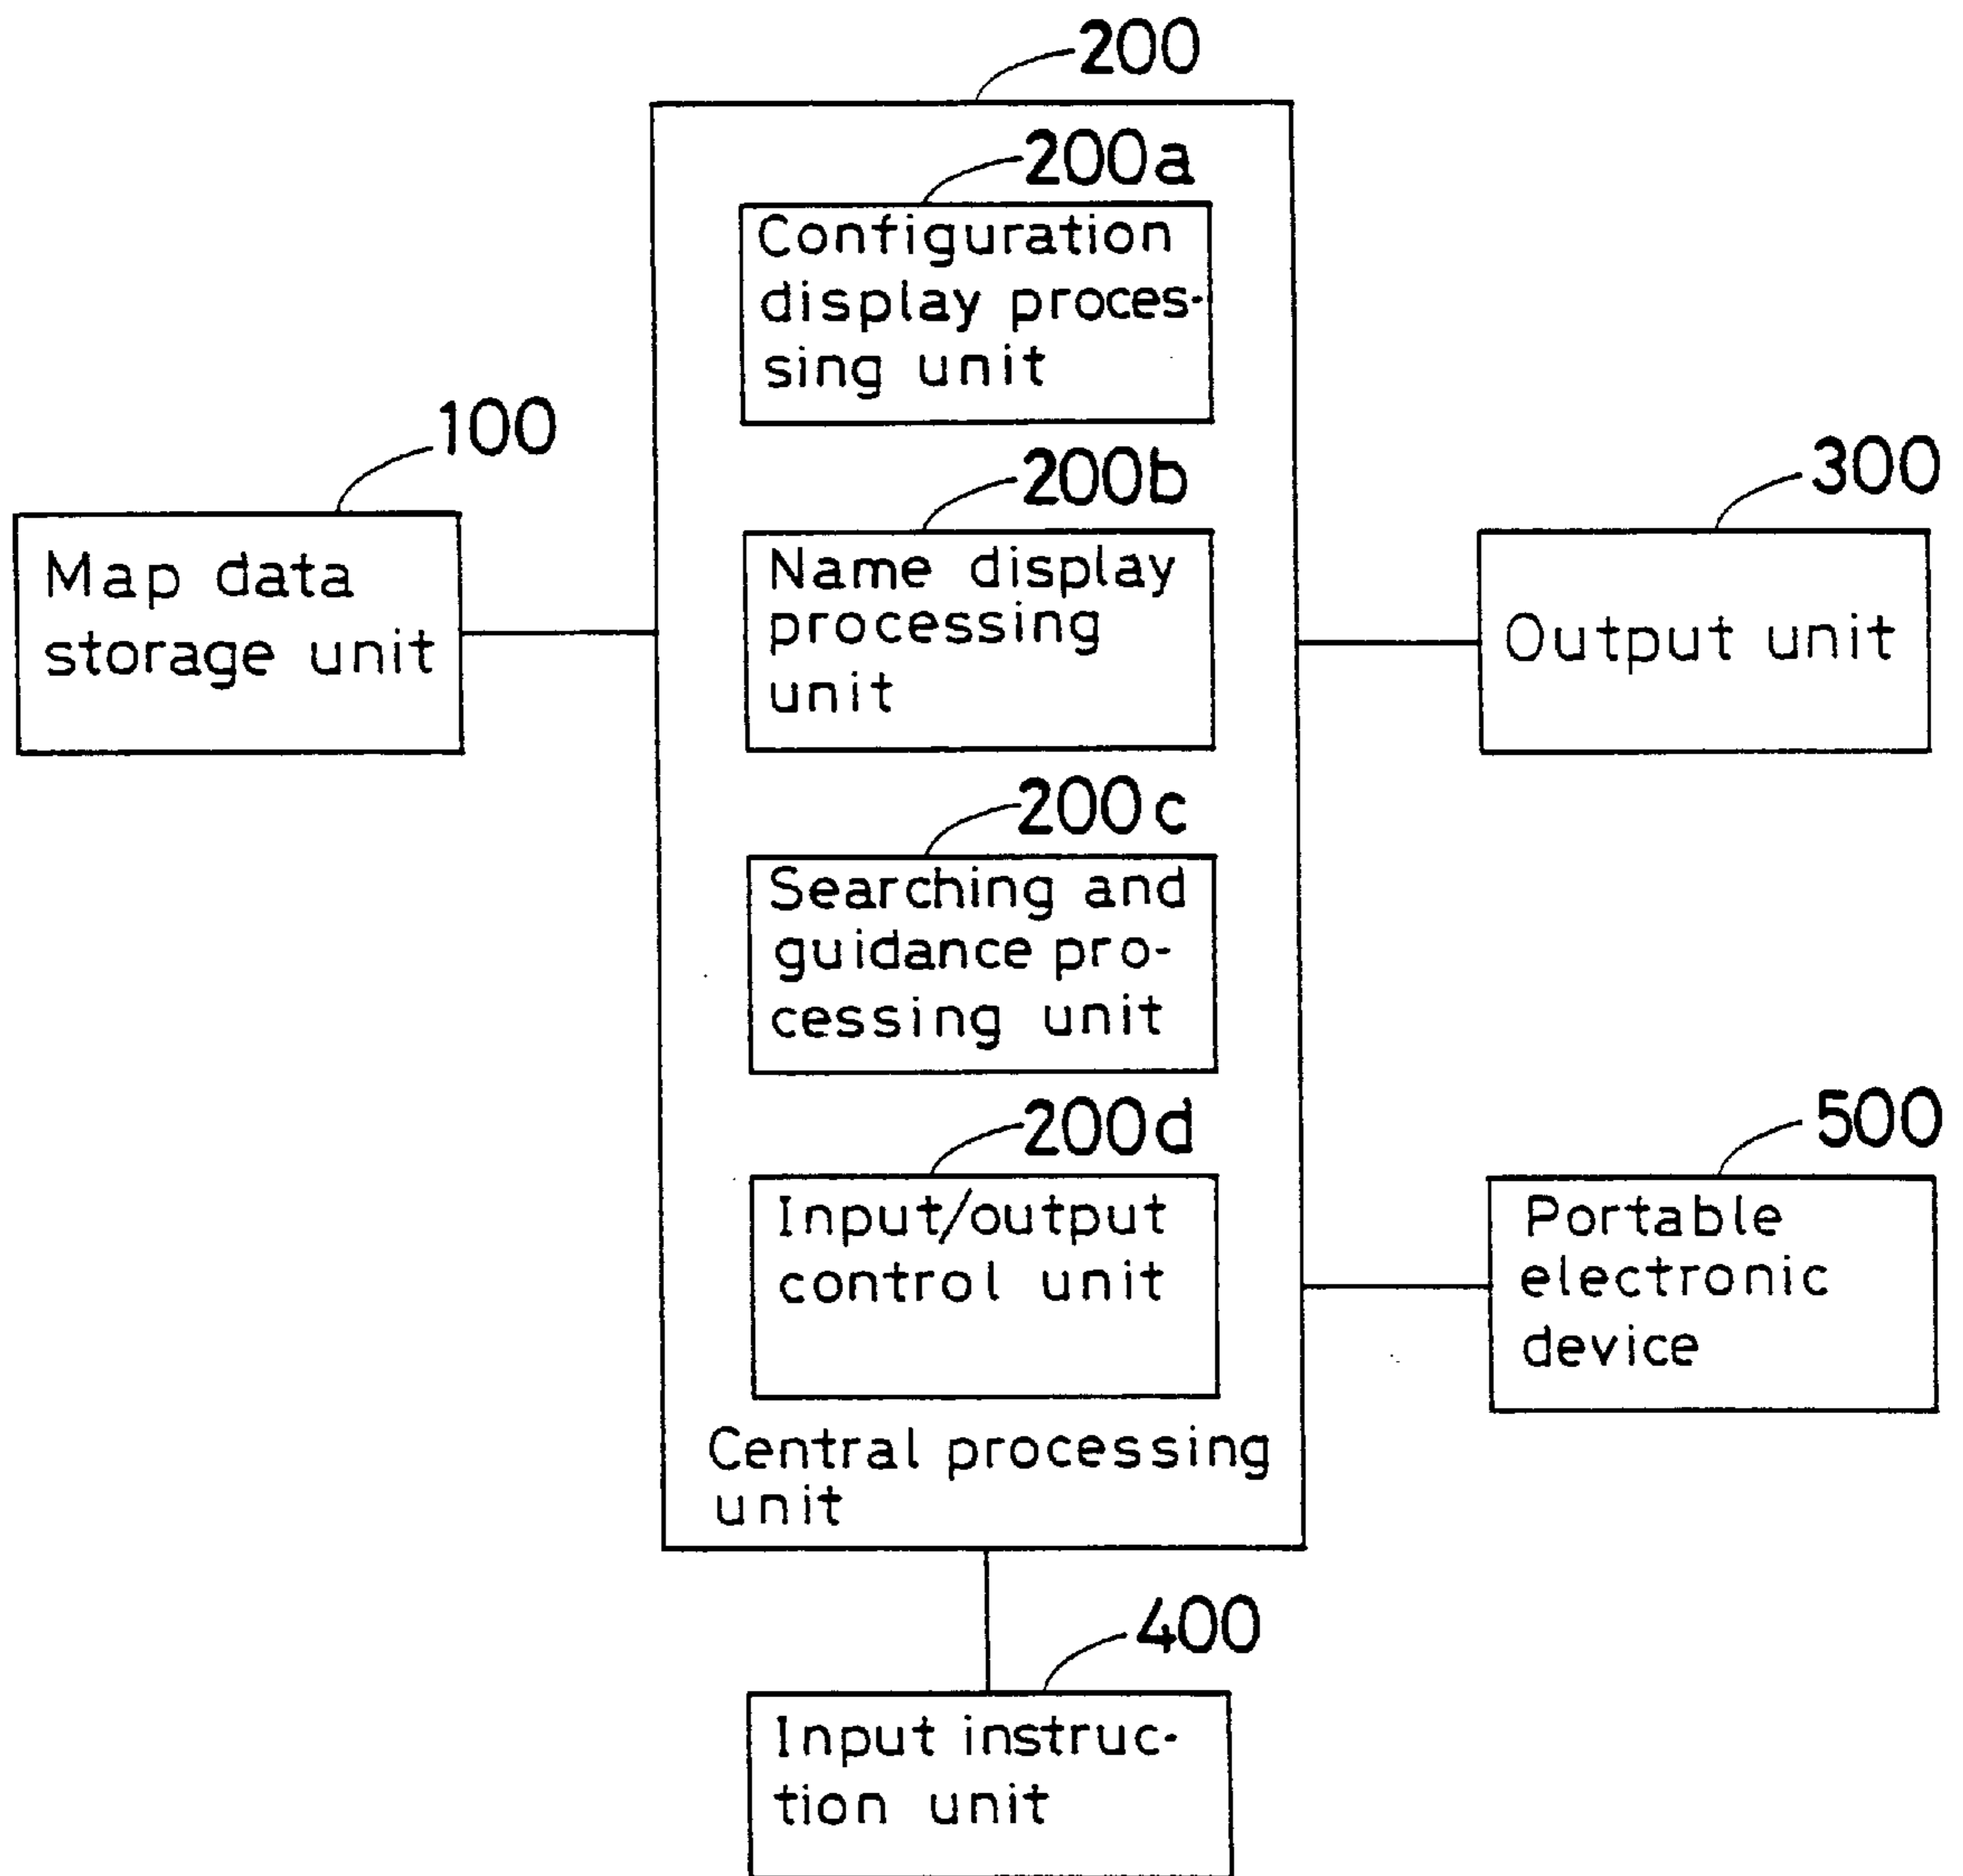 200
200a
Configuration
display proces-
sing unit
100
Map data
storage unit
200b
Name display
processing
unit
300
Output unit
200c
Searching and
guidance pro-
cessing unit
200d
Input/output
control unit
500
Portable
electronic
device
Central processing
unit
400
Input instruc-
tion unit